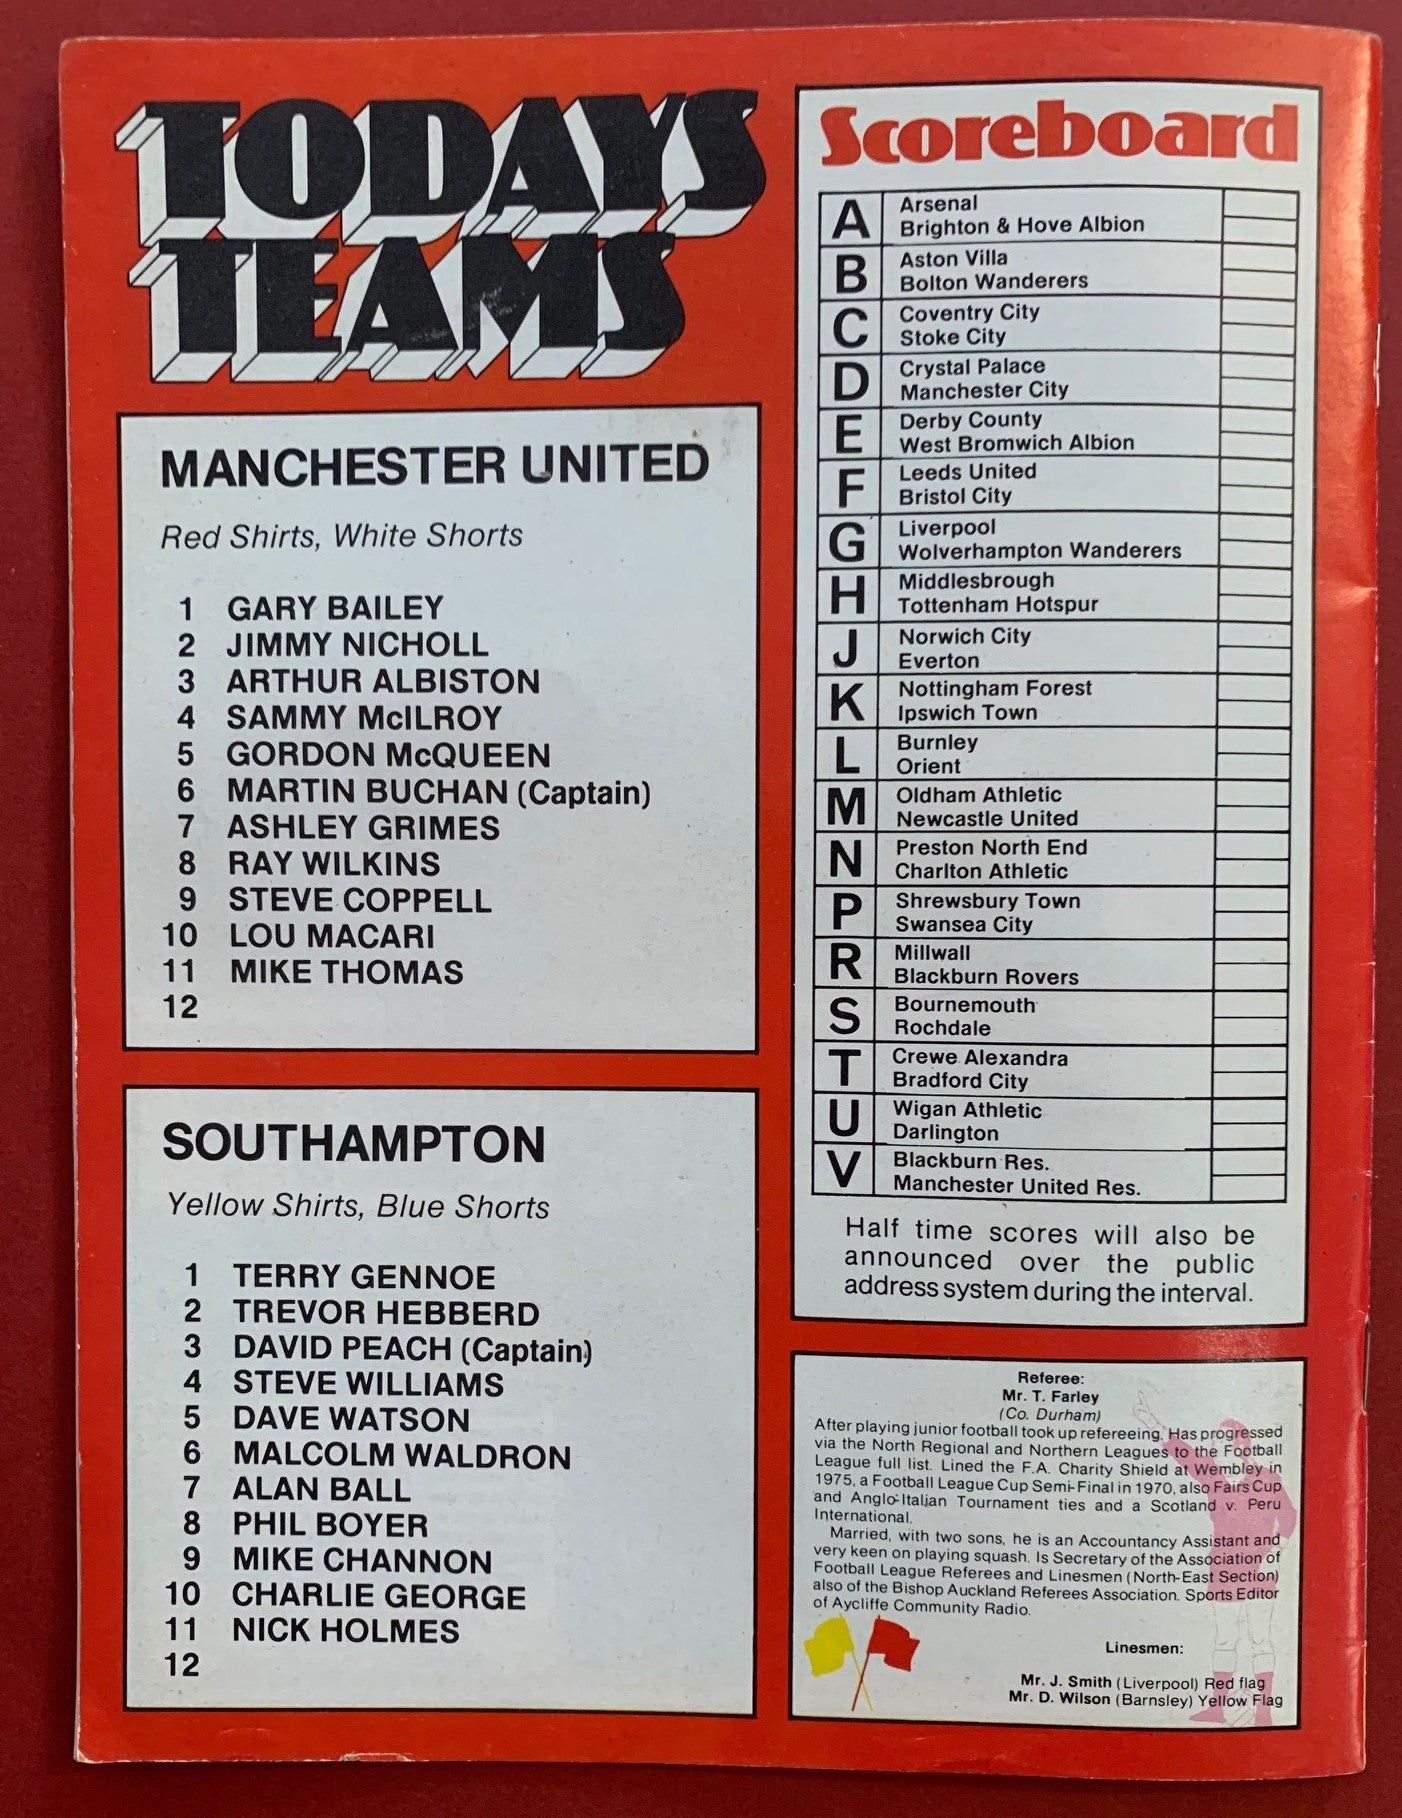 TODAYS
TEAMS
MANCHESTER UNITED
Red Shirts, White Shorts
1 GARY BAILEY
2 JIMMY NICHOLL
3 ARTHUR ALBISTON
4 SAMMY McILROY
5 GORDON McQUEEN
6 MARTIN BUCHAN (Captain)
7 ASHLEY GRIMES
8 RAY WILKINS
9 STEVE COPPELL
10 LOU MACARI
11 MIKE THOMAS
12
SOUTHAMPTON
Yellow Shirts, Blue Shorts
1 TERRY GENNOE
2 TREVOR HEBBERD
3 DAVID PEACH (Captain)
4 STEVE WILLIAMS
5 DAVE WATSON
6 MALCOLM WALDRON
7 ALAN BALL
8 PHIL BOYER
9 MIKE CHANNON
10 CHARLIE GEORGE
11 NICK HOLMES
12
Scoreboard
A Arsenal
Brighton & Hove Albion
B Aston Villa
Bolton Wanderers
C Coventry City
Stoke City
D Crystal Palace
Manchester City
E Derby County
West Bromwich Albion
F Leeds United
Bristol City
G Liverpool
Wolverhampton Wanderers
H Middlesbrough
Tottenham Hotspur
J Norwich City
Everton
K Nottingham Forest
Ipswich Town
L Burnley
Orient
M Oldham Athletic
Newcastle United
N Preston North End
Charlton Athletic
P Shrewsbury Town
Swansea City
R Millwall
Blackburn Rovers
S Bournemouth
Rochdale
T Crewe Alexandra
Bradford City
U Wigan Athletic
Darlington
V Blackburn Res.
Manchester United Res.
Half time scores will also be
announced over the public
address system during the interval.
Referee:
Mr. T. Farley
(Co. Durham)
After playing junior football took up refereeing. Has progressed
via the North Regional and Northern Leagues to the Football
League full list. Lined the F.A. Charity Shield at Wembley in
1975, a Football League Cup Semi-Final in 1970, also Fairs Cup
and Anglo-Italian Tournament ties and a Scotland v. Peru
International.
Married, with two sons, he is an Accountancy Assistant and
very keen on playing squash. Is Secretary of the Association of
Football League Referees and Linesmen (North-East Section)
also of the Bishop Auckland Referees Association. Sports Editor
of Aycliffe Community Radio.
Linesmen:
Mr. J. Smith (Liverpool) Red flag
Mr. D. Wilson (Barnsley) Yellow Flag